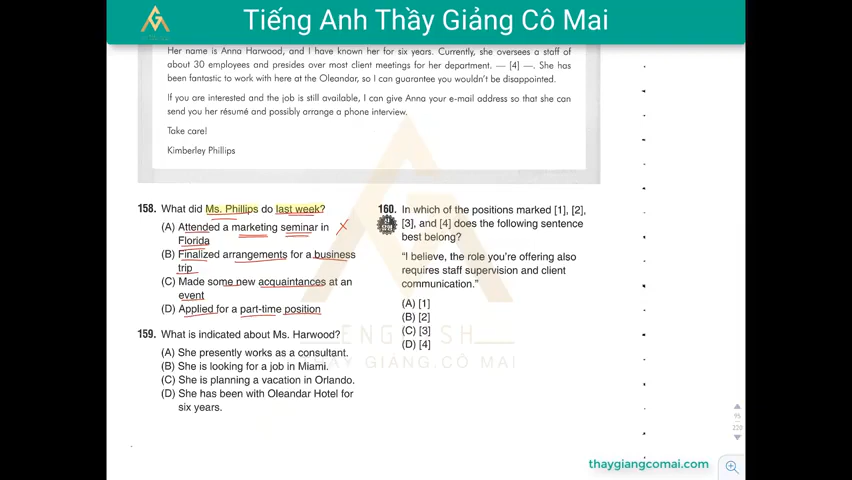 Tiếng Anh Thầy Giảng Cô Mai
Her name is Anna Harwood, and I have known her for six years. Currently, she oversees a staff of
about 30 employees and presides over most client meetings for her department. — [4] —. She has
been fantastic to work with here at the Oleandar, so I can guarantee you wouldn't be disappointed.
If you are interested and the job is still available, I can give Anna your e-mail address so that she can
send you her résumé and possibly arrange a phone interview.
Take care!
Kimberley Phillips
158. What did Ms. Phillips do last week?
(A) Attended a marketing seminar in
Florida
(B) Finalized arrangements for a business
trip
(C) Made some new acquaintances at an
event
(D) Applied for a part-time position
159. What is indicated about Ms. Harwood?
(A) She presently works as a consultant.
(B) She is looking for a job in Miami.
(C) She is planning a vacation in Orlando.
(D) She has been with Oleandar Hotel for
six years.
160. In which of the positions marked [1], [2],
[3], and [4] does the following sentence
best belong?
"I believe, the role you're offering also
requires staff supervision and client
communication."
(A) [1]
(B) [2]
(C) [3]
(D) [4]
ENGLISH
THẦY GIẢNG.CÔ MAI
95
220
thaygiangcomai.com